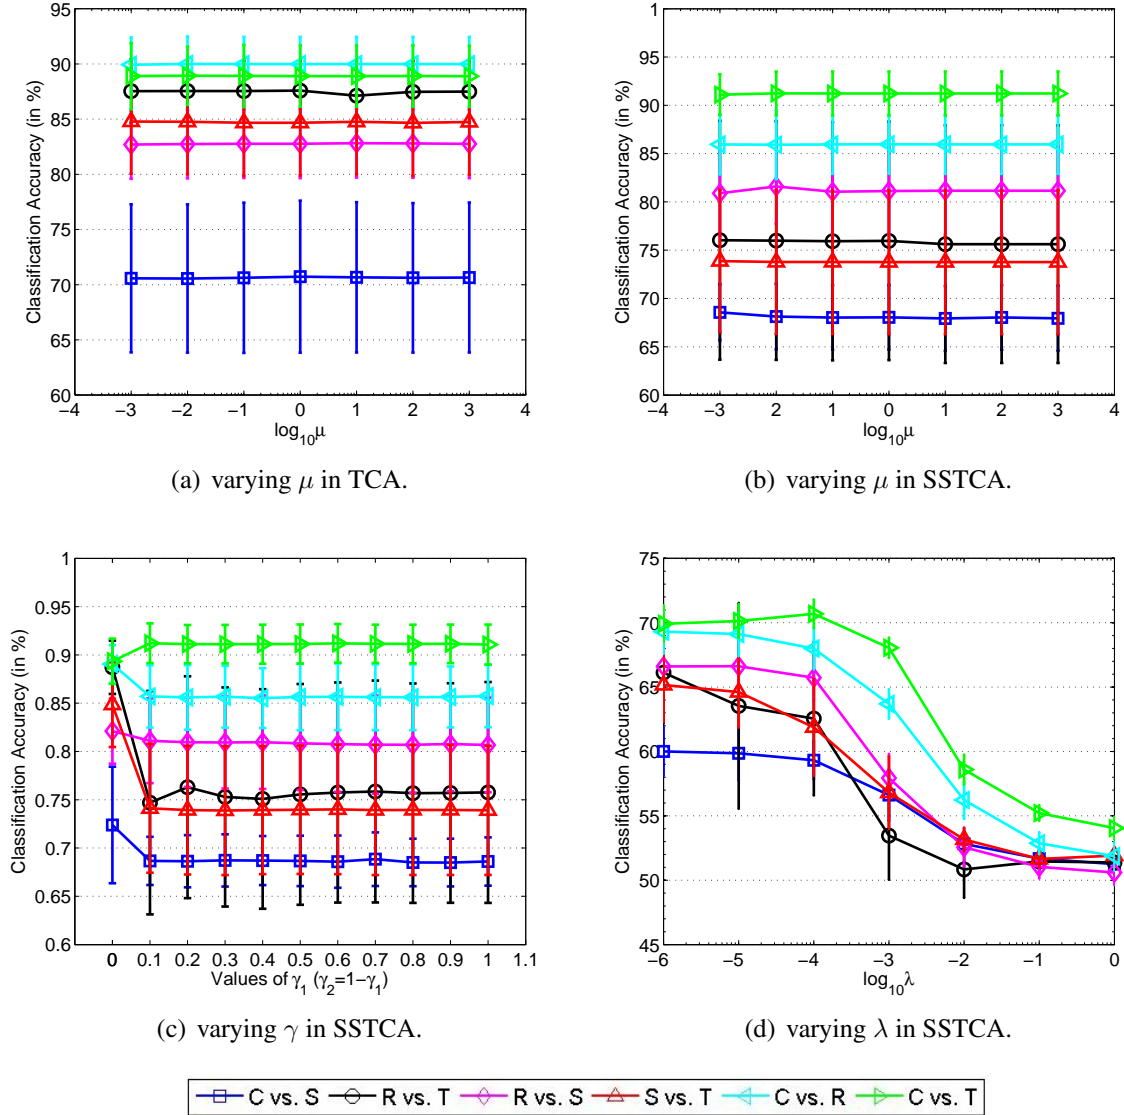 95
90
85
80
75
70
65
60
−4 −3 −2 −1 0 1 2 3 4
Classification Accuracy (in %)
log10μ
(a) varying μ in TCA.
1
95
90
85
80
75
70
65
60
−4 −3 2 1 0 1 2 3 4
Classification Accuracy (in %)
log10μ
(b) varying μ in SSTCA.
1
0.95
0.9
0.85
0.8
0.75
0.7
0.65
0.6
0 0.1 0.2 0.3 0.4 0.5 0.6 0.7 0.8 0.9 1 1.1
Classification Accuracy (in %)
Values of γ1 (γ2=1−γ1)
(c) varying γ in SSTCA.
75
70
65
60
55
50
45
−6 −5 −4 −3 −2 −1 0
Classification Accuracy (in %)
log10λ
(d) varying λ in SSTCA.
C vs. S R vs. T R vs. S S vs. T C vs. R C vs. T